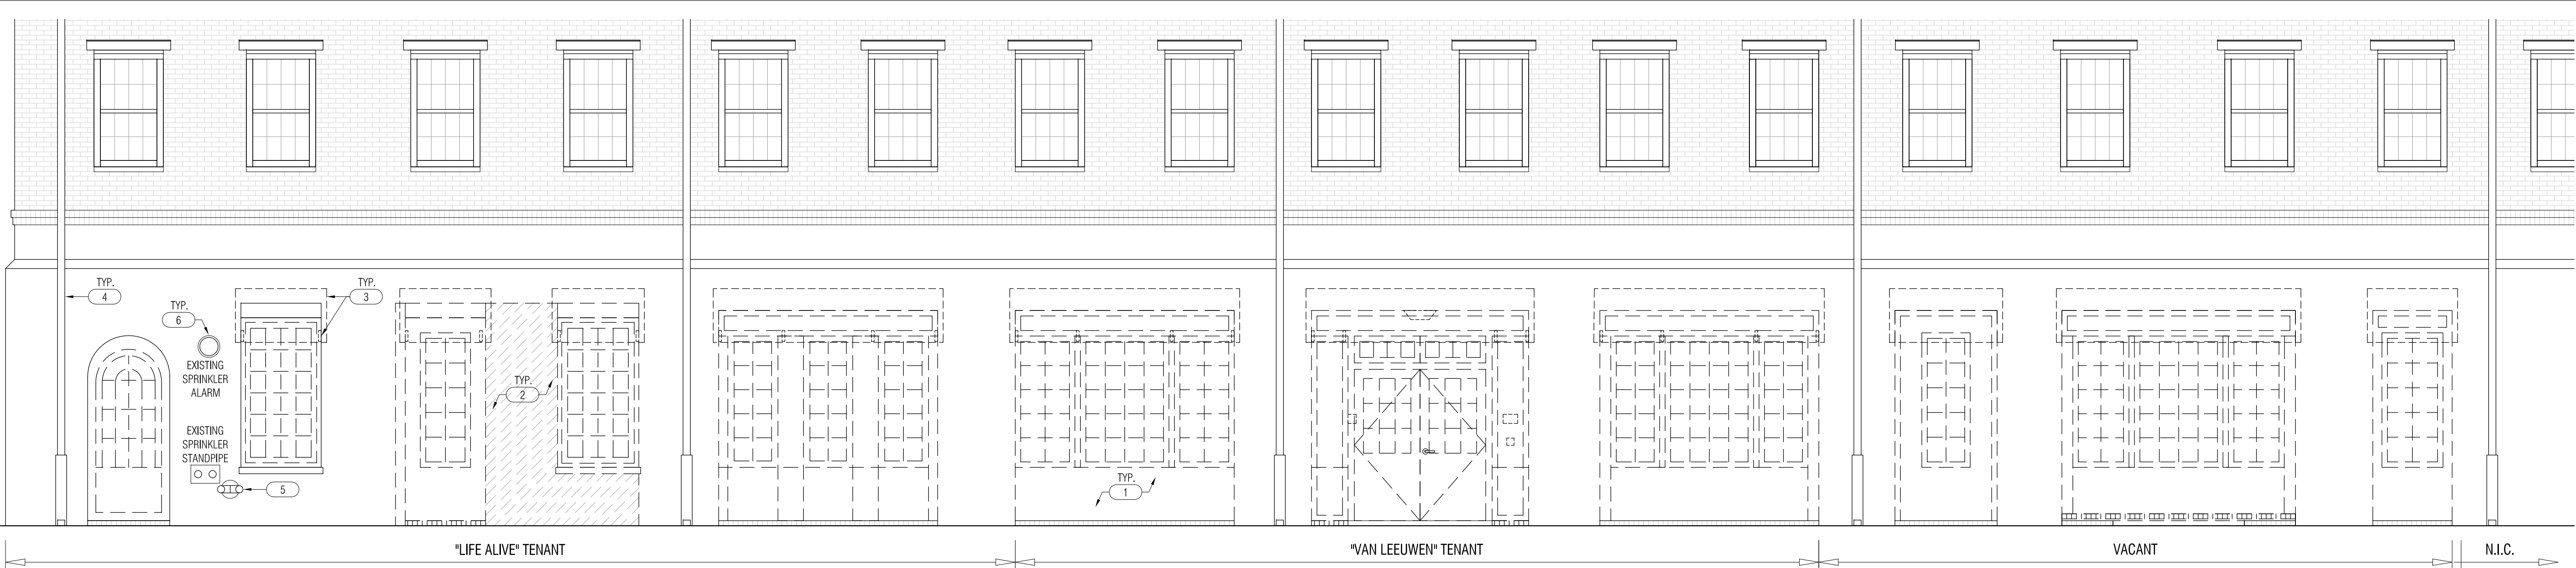 TYP.
4
TYP.
6
EXISTING
SPRINKLER
ALARM
EXISTING
SPRINKLER
STANDPIPE
5
TYP.
3
TYP.
2
TYP.
1
"LIFE ALIVE" TENANT
"VAN LEEUWEN" TENANT
VACANT
N.I.C.